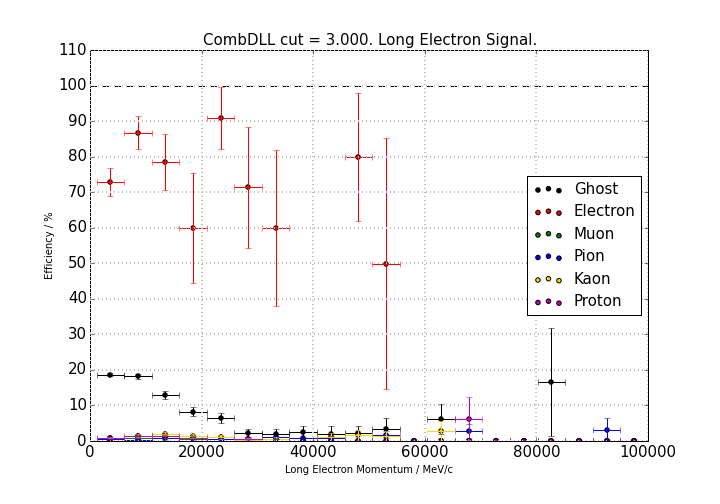 CombDLL cut = 3.000. Long Electron Signal.
110
100
90
80
70
60
50
40
30
20
10
0
Efficiency / %
Ghost
Electron
Muon
Pion
Kaon
Proton
0 20000 40000 60000 80000 100000
Long Electron Momentum / MeV/c